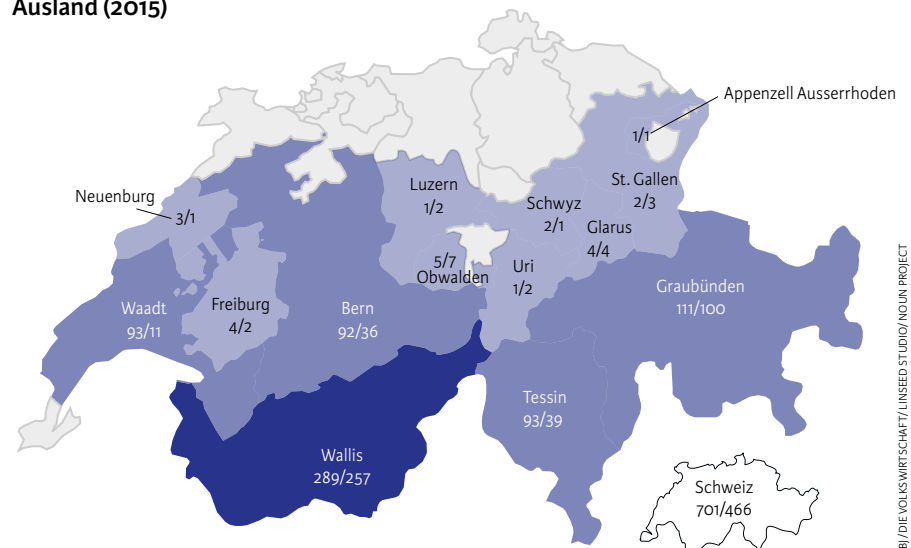 Ausland (2015)
Appenzell Ausserrhoden
1/1
Neuenburg
3/1
Luzern
1/2
St. Gallen
2/3
Schwyz
2/1
Glarus
4/4
5/7
Obwalden
Uri
1/2
Graubünden
111/100
Waadt
93/11
Freiburg
4/2
Bern
92/36
Tessin
93/39
Wallis
289/257
Schweiz
701/466
BJ / DIE VOLKSWIRTSCHAFT / LINSEED STUDIO / NOUN PROJECT